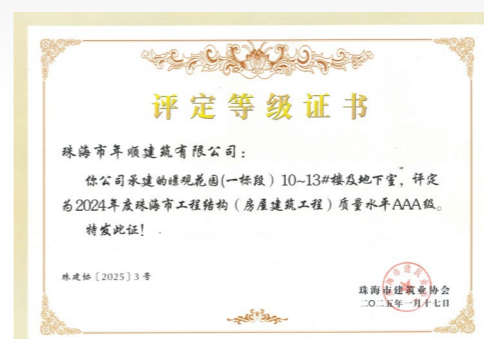 评定等级证书
珠海市年顺建筑有限公司：
你公司承建的璟观花园(一标段）10~13#楼及地下室，评定
为2024年度珠海市工程结构（房屋建筑工程）质量水平AAA级。
特发此证！
珠建协〔2025〕3 号
珠海市建筑业协会
二〇二五年一月十七日